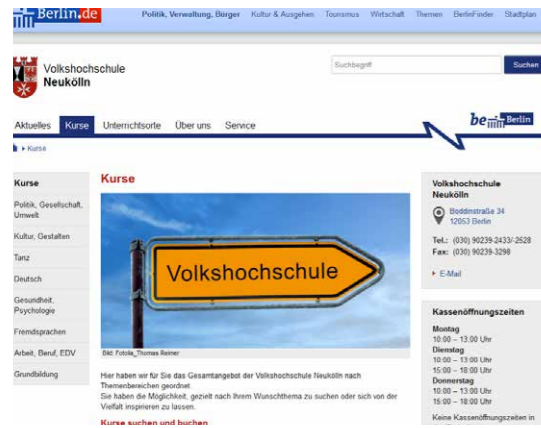 Berlin.de
Politik, Verwaltung, Bürger Kultur & Ausgehen Tourismus Wirtschaft Themen BerlinFinder Stadtplan
Volkshochschule
Neukölln
Suchbegriff
Suchen
Aktuelles Kurse Unterrichtsorte Über uns Service
be Berlin
Kurse
Kurse
Politik, Gesellschaft,
Umwelt
Kultur, Gestalten
Tanz
Deutsch
Gesundheit,
Psychologie
Fremdsprachen
Arbeit, Beruf, EDV
Grundbildung
Kurse
Volkshochschule
Bild: Fotolia_Thomas Reimer
Hier haben wir für Sie das Gesamtangebot der Volkshochschule Neukölln nach
Themenbereichen geordnet.
Sie haben die Möglichkeit, gezielt nach Ihrem Wunschthema zu suchen oder sich von der
Vielfalt inspirieren zu lassen.
Kurse suchen und buchen
Volkshochschule
Neukölln
Boddinstraße 34
12053 Berlin
Tel.: (030) 90239-2433/-2528
Fax: (030) 90239-3298
E-Mail
Kassenöffnungszeiten
Montag
10:00 – 13:00 Uhr
Dienstag
10:00 – 13:00 Uhr
15:00 – 18:00 Uhr
Donnerstag
10:00 – 13:00 Uhr
15:00 – 18:00 Uhr
Keine Kassenöffnungszeiten in